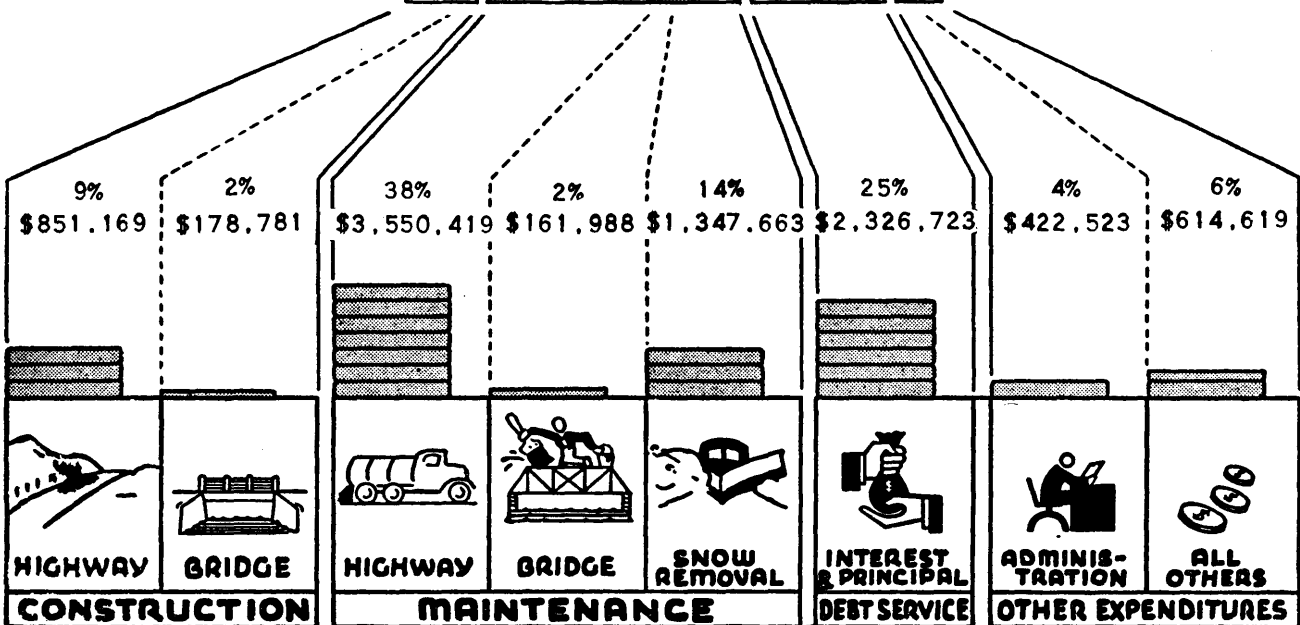 9% 2% 38% 2% 14% 25% 4% 6%
$851.169 $178,781 $3,550,419 $161,988 $1,347,663 $2,326,723 $422,523 $614,619
HIGHWAY BRIDGE HIGHWAY BRIDGE SNOW REMOVAL INTEREST & PRINCIPAL ADMINIS-TRATION ALL OTHERS
CONSTRUCTION MAINTENANCE DEBT SERVICE OTHER EXPENDITURES